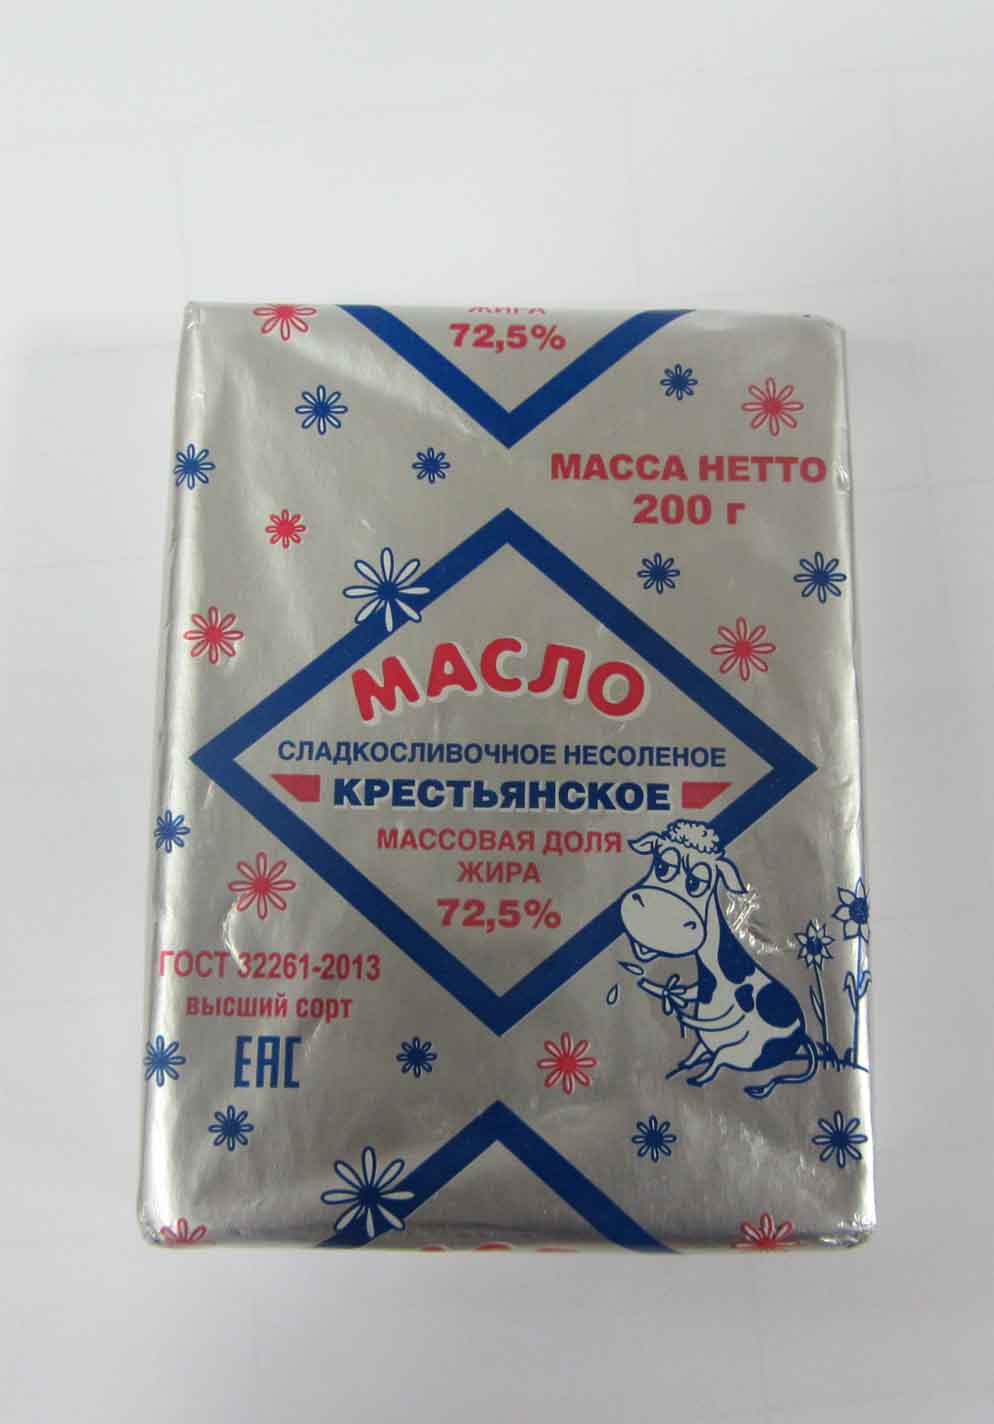 ЖИРА
72,5%
МАССА НЕТТО
200 г
МАСЛО
СЛАДКОСЛИВОЧНОЕ НЕСОЛЕНОЕ
КРЕСТЬЯНСКОЕ
МАССОВАЯ ДОЛЯ
ЖИРА
72,5%
ГОСТ 32261-2013
высший сорт
ЕАС